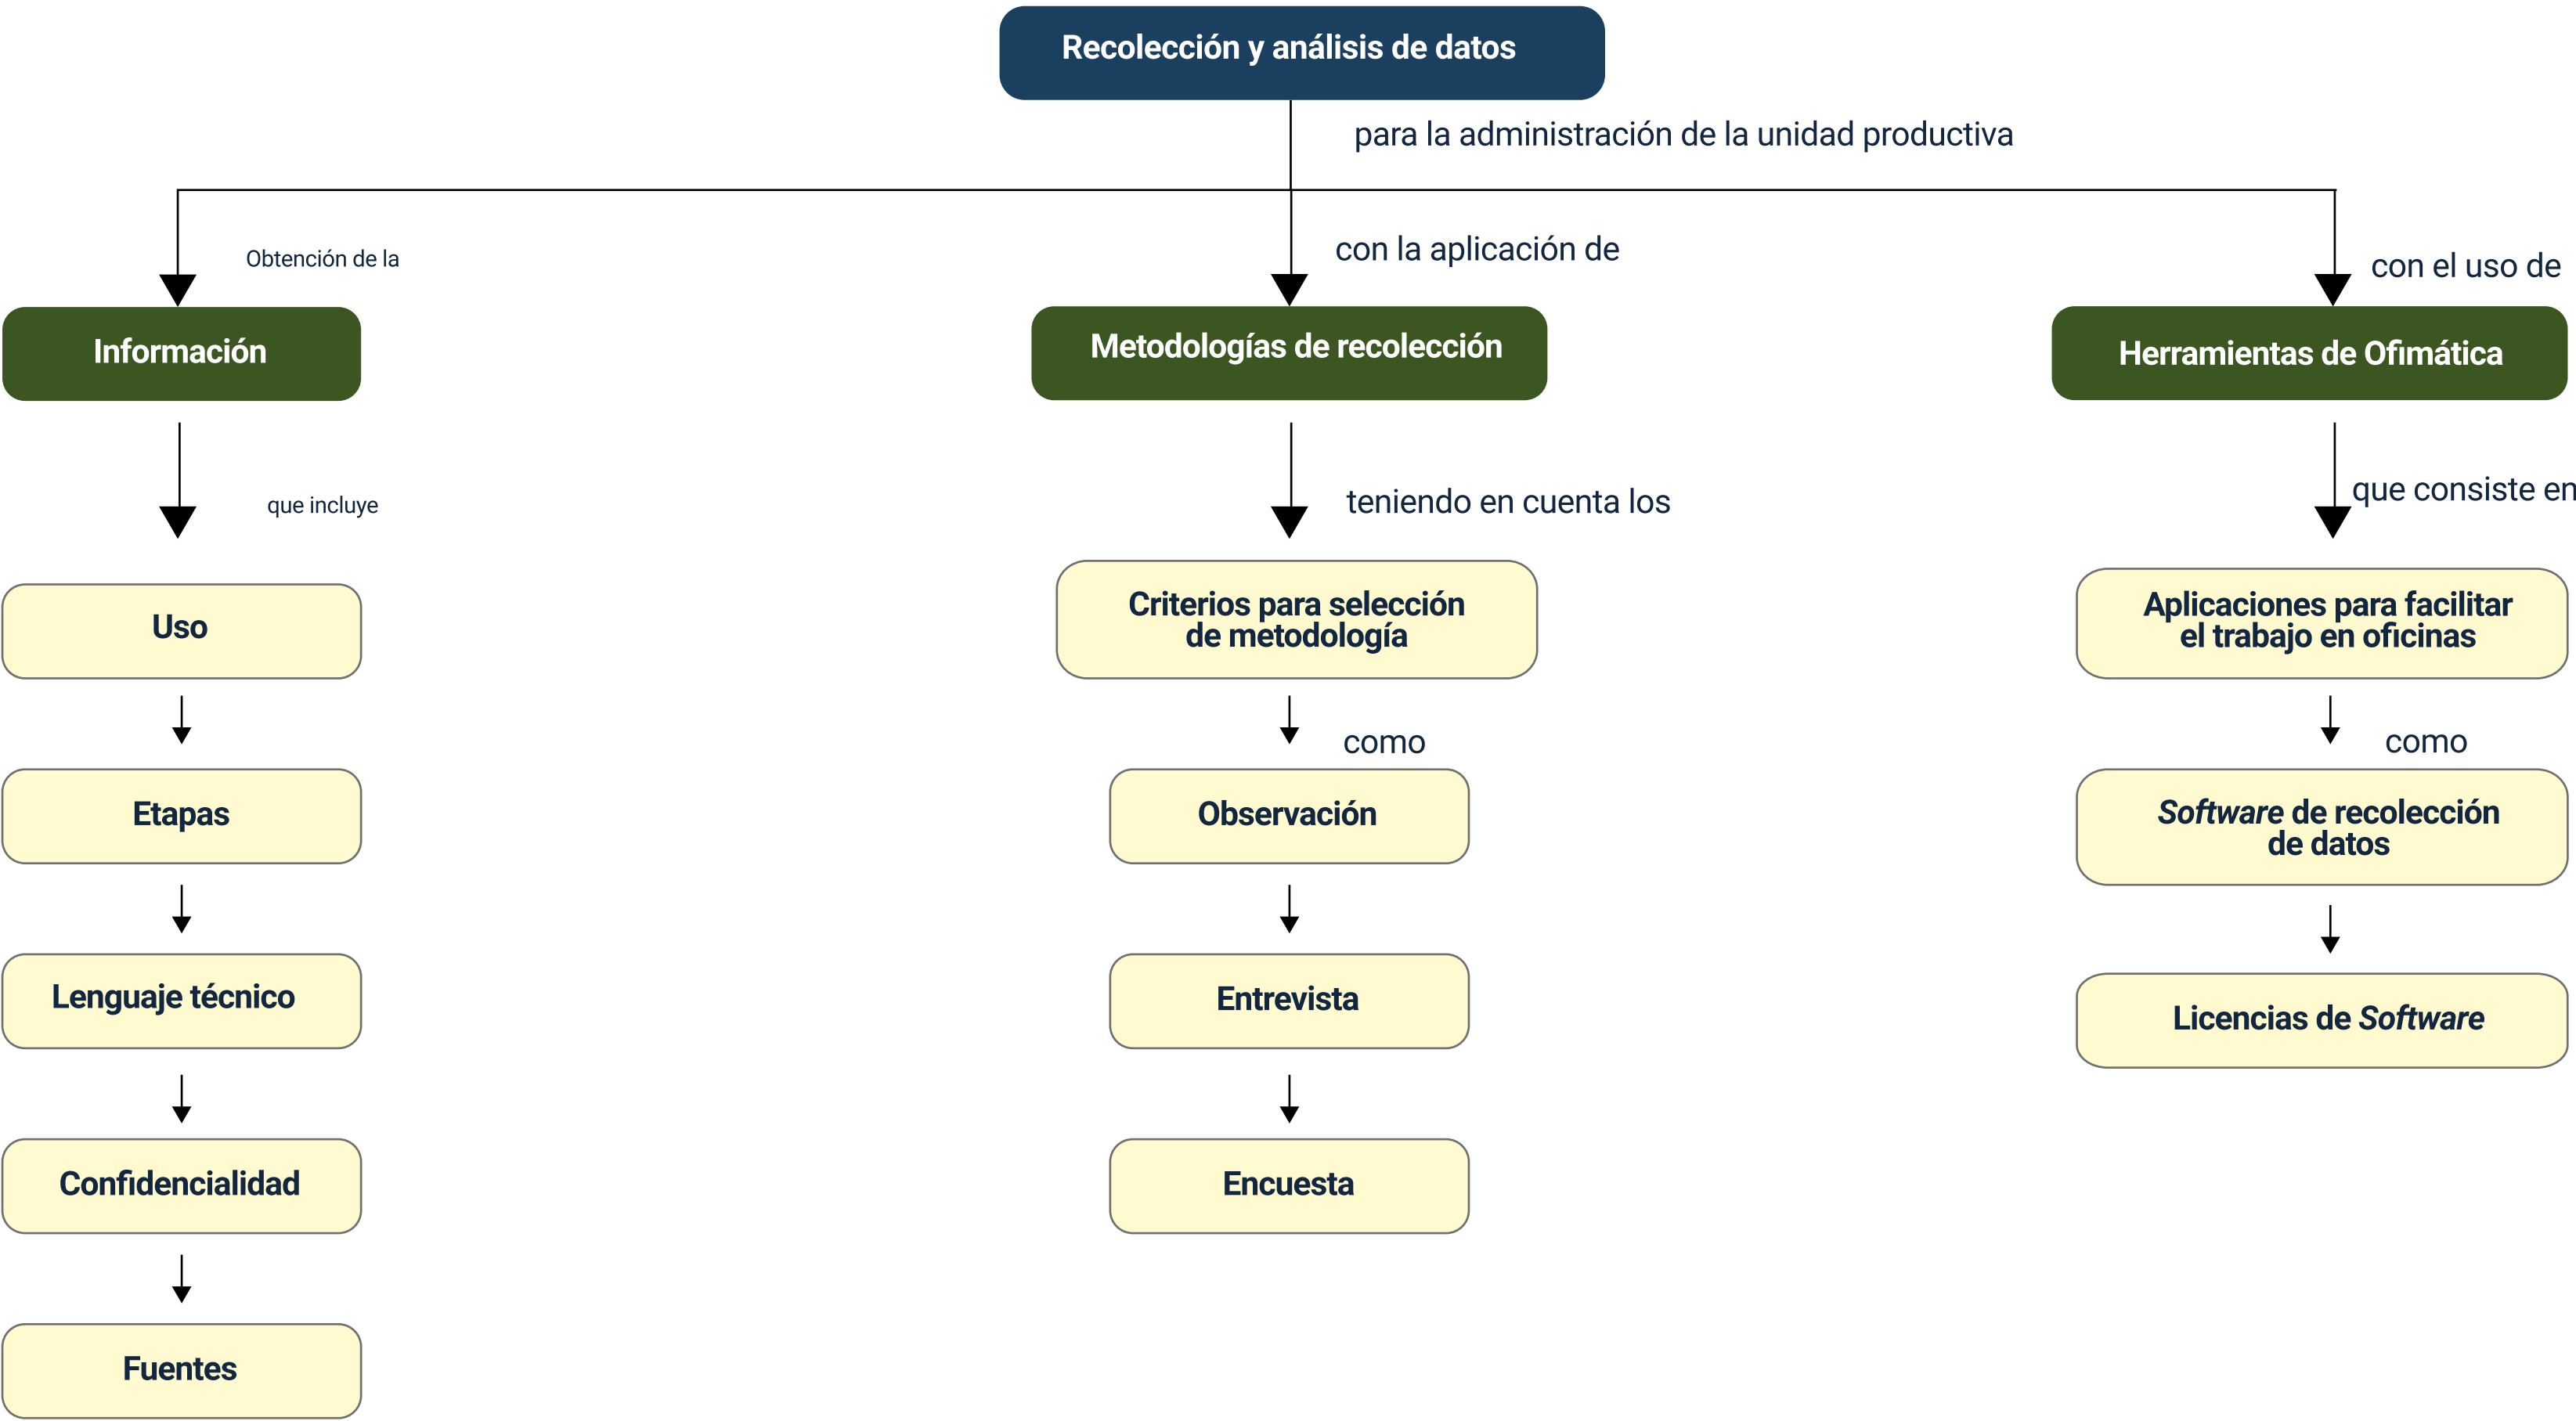 Recolección y análisis de datos
para la administración de la unidad productiva
Obtención de la
con la aplicación de
con el uso de
Información
Metodologías de recolección
Herramientas de Ofimática
que incluye
teniendo en cuenta los
que consiste en
Uso
Criterios para selección
de metodología
Aplicaciones para facilitar
el trabajo en oficinas
como
como
Etapas
Observación
Software de recolección
de datos
Lenguaje técnico
Entrevista
Licencias de Software
Confidencialidad
Encuesta
Fuentes